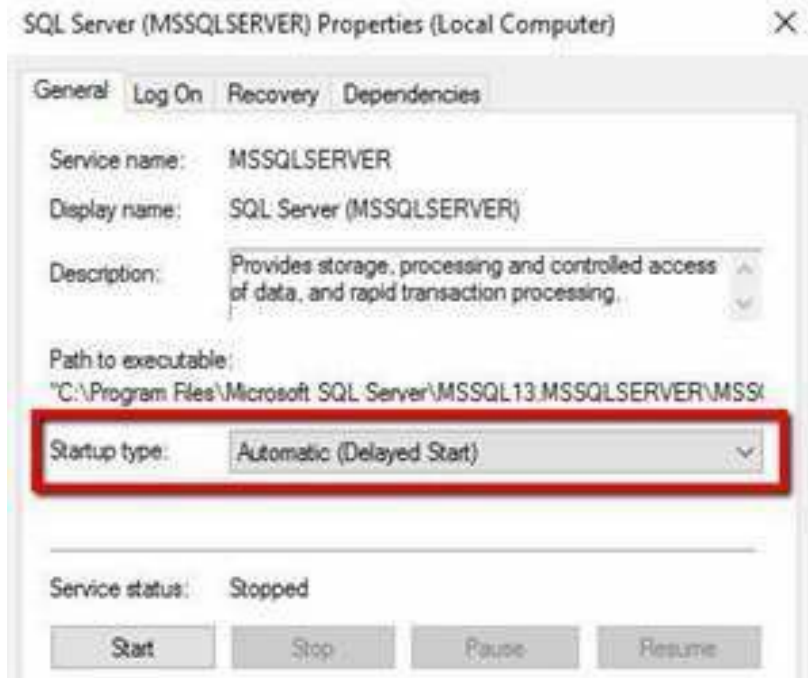 SQL Server (MSSQLSERVER) Properties (Local Computer)
General Log On Recovery Dependencies
Service name: MSSQLSERVER
Display name: SQL Server (MSSQLSERVER)
Description: Provides storage, processing and controlled access
of data, and rapid transaction processing.
Path to executable:
"C:\Program Files\Microsoft SQL Server\MSSQL13.MSSQLSERVER\MSSQ
Startup type: Automatic (Delayed Start)
Service status: Stopped
Start Stop Pause Resume